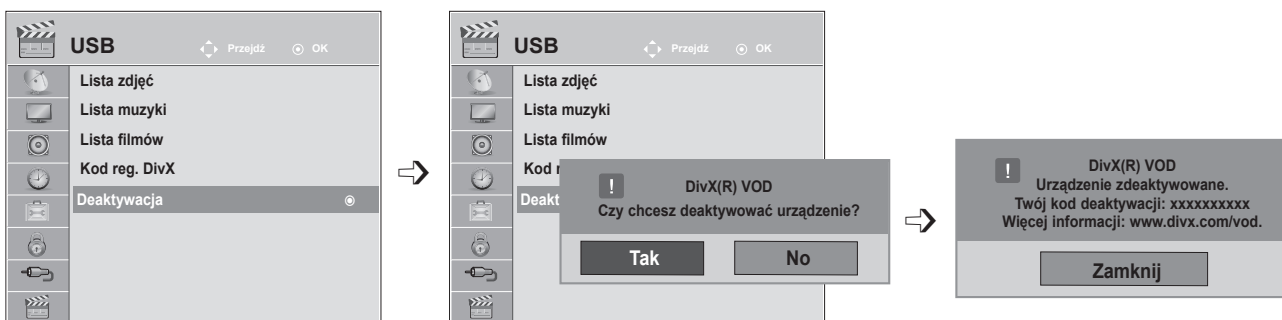 USB Przejdź OK
Lista zdjęć
Lista muzyki
Lista filmów
Kod reg. DivX
Deaktywacja
USB Przejdź OK
Lista zdjęć
Lista muzyki
Lista filmów
Kod r
Deakt
! DivX(R) VOD
Czy chcesz deaktywować urządzenie?
Tak No
! DivX(R) VOD
Urządzenie zdeaktywowane.
Twój kod deaktywacji: xxxxxxxxxx
Więcej informacji: www.divx.com/vod.
Zamknij